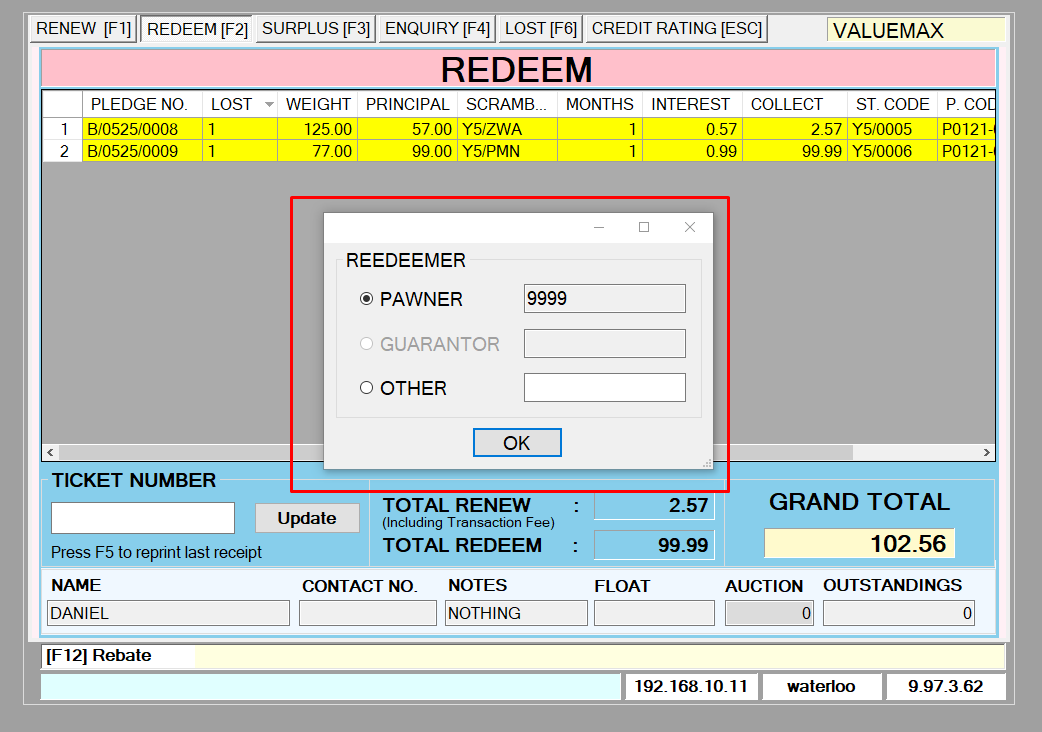 RENEW [F1] REDEEM [F2] SURPLUS [F3] ENQUIRY [F4] LOST [F6] CREDIT RATING [ESC] VALUEMAX
REDEEM
PLEDGE NO. LOST WEIGHT PRINCIPAL SCRAMB... MONTHS INTEREST COLLECT ST. CODE P. COD
1 B/0525/0008 1 125.00 57.00 Y5/ZWA 1 0.57 2.57 Y5/0005 P0121-
2 B/0525/0009 1 77.00 99.00 Y5/PMN 1 0.99 99.99 Y5/0006 P0121-
REEDEEMER
PAWNER 9999
GUARANTOR
OTHER
OK
TICKET NUMBER
Update
Press F5 to reprint last receipt
TOTAL RENEW : 2.57
(Including Transaction Fee)
TOTAL REDEEM : 99.99
GRAND TOTAL
102.56
NAME CONTACT NO. NOTES FLOAT AUCTION OUTSTANDINGS
DANIEL NOTHING 0 0
[F12] Rebate
192.168.10.11 waterloo 9.97.3.62